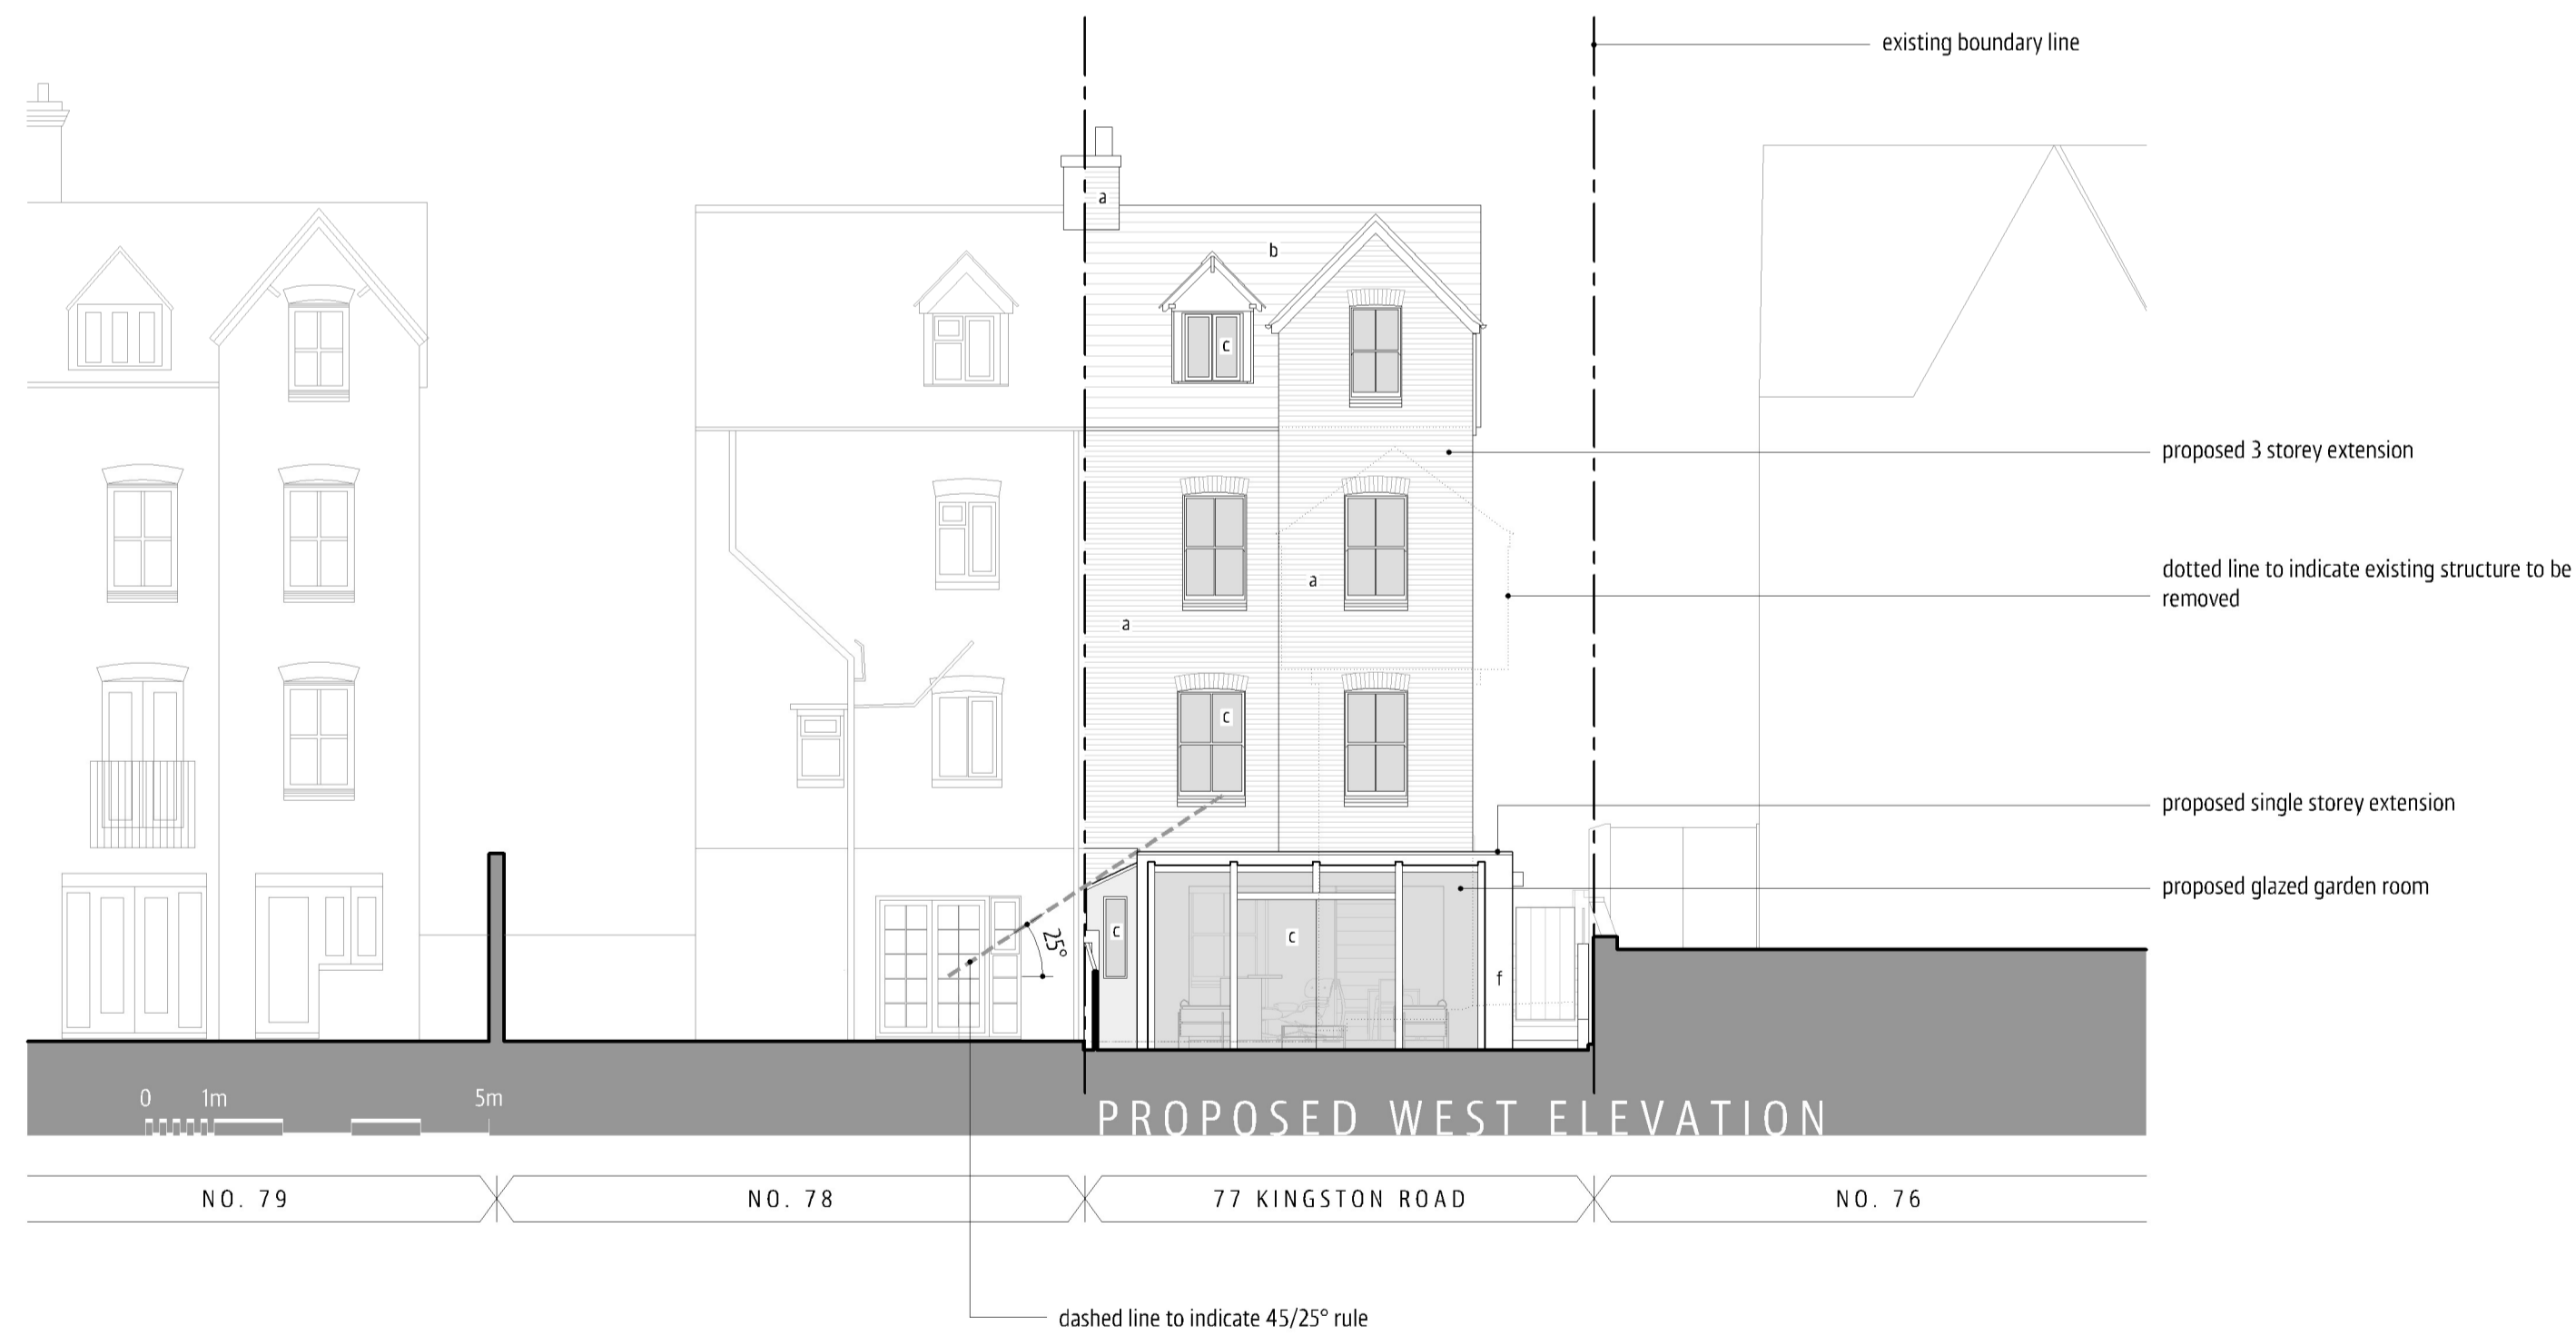 existing boundary line
a
b
c
proposed 3 storey extension
dotted line to indicate existing structure to be
removed
a
a
c
proposed single storey extension
proposed glazed garden room
c
c
25°
f
0 1m 5m
PROPOSED WEST ELEVATION
NO. 79 NO. 78 77 KINGSTON ROAD NO. 76
dashed line to indicate 45/25° rule